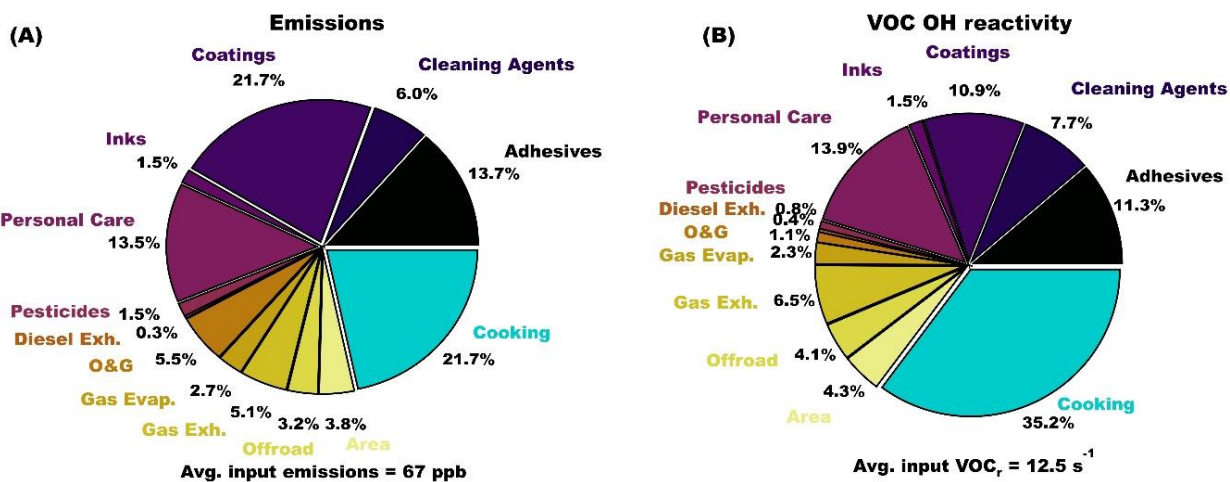 (A)
Emissions
Coatings
21.7%
Cleaning Agents
6.0%
Inks
1.5%
Adhesives
13.7%
Personal Care
13.5%
Pesticides
1.5%
Diesel Exh.
0.3%
O&G
5.5%
Gas Evap.
2.7%
Gas Exh.
5.1%
Offroad
3.2%
Area
3.8%
Cooking
21.7%
Avg. input emissions = 67 ppb
(B)
VOC OH reactivity
Coatings
10.9%
Inks
1.5%
Cleaning Agents
7.7%
Personal Care
13.9%
Adhesives
11.3%
Pesticides
0.8%
Diesel Exh.
0.4%
O&G
1.1%
Gas Evap.
2.3%
Gas Exh.
6.5%
Offroad
4.1%
Area
4.3%
Cooking
35.2%
Avg. input VOCr = 12.5 s-1